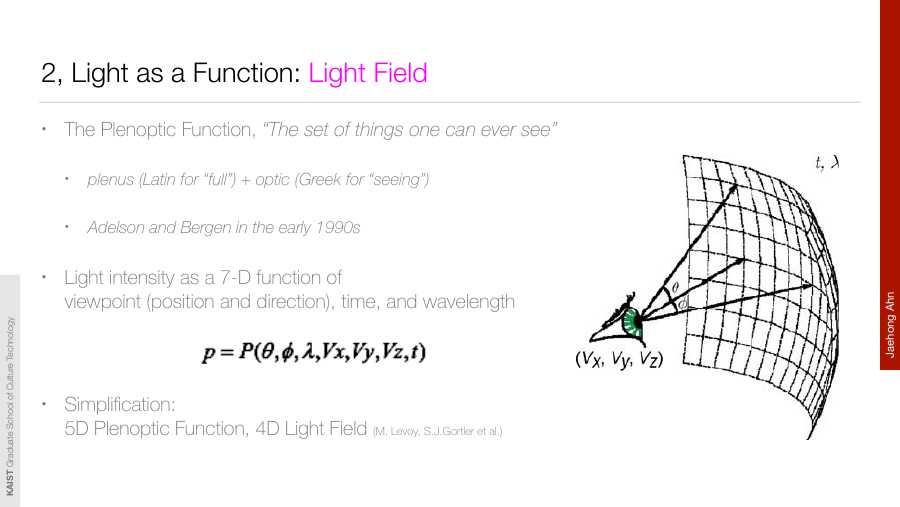 2, Light as a Function: Light Field
• The Plenoptic Function, “The set of things one can ever see”
• plenus (Latin for “full”) + optic (Greek for “seeing”)
• Adelson and Bergen in the early 1990s
• Light intensity as a 7-D function of
viewpoint (position and direction), time, and wavelength
p = P(θ,ϕ,λ,Vx,Vy,Vz,t)
• Simplification:
5D Plenoptic Function, 4D Light Field (M. Levoy, S.J.Gortler et al.)
t, λ
θ
ϕ
(Vx, Vy, Vz)
Jaehong Ahn
KAIST Graduate School of Culture Technology